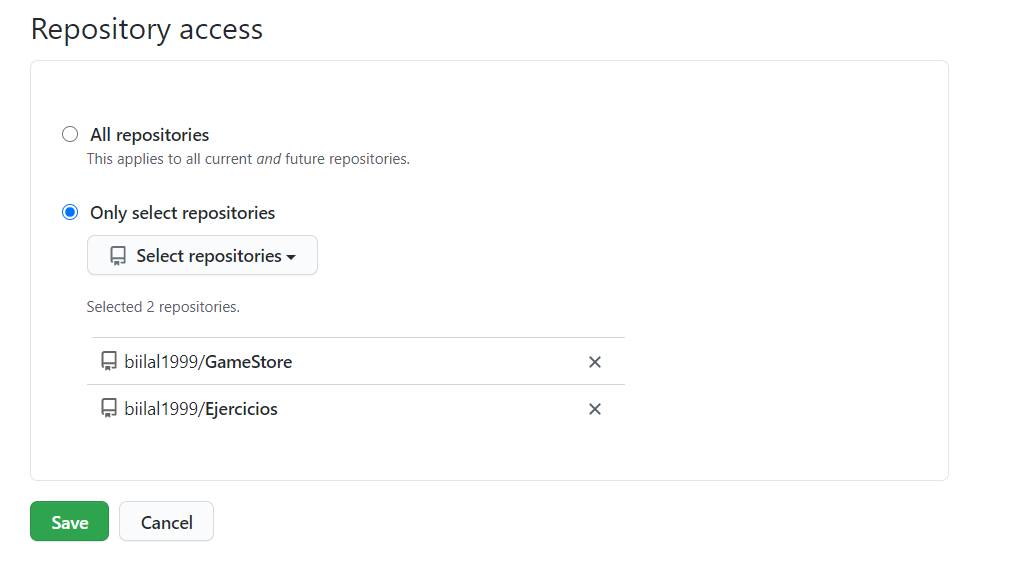 Repository access
All repositories
This applies to all current and future repositories.
Only select repositories
Select repositories
Selected 2 repositories.
biilal1999/GameStore
biilal1999/Ejercicios
Save Cancel